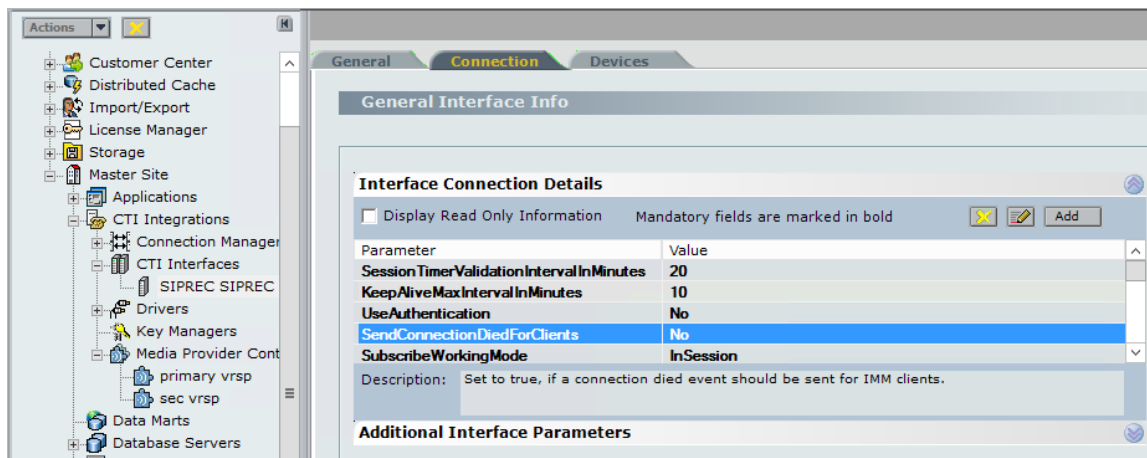 Actions
Customer Center
Distributed Cache
Import/Export
License Manager
Storage
Master Site
Applications
CTI Integrations
Connection Manager
CTI Interfaces
SIPREC SIPREC
Drivers
Key Managers
Media Provider Cont
primary vrsp
sec vrsp
Data Marts
Database Servers
General Connection Devices
General Interface Info
Interface Connection Details
Display Read Only Information Mandatory fields are marked in bold Add
Parameter Value
SessionTimerValidationIntervalInMinutes 20
KeepAliveMaxIntervalInMinutes 10
UseAuthentication No
SendConnectionDiedForClients No
SubscribeWorkingMode InSession
Description: Set to true, if a connection died event should be sent for IMM clients.
Additional Interface Parameters